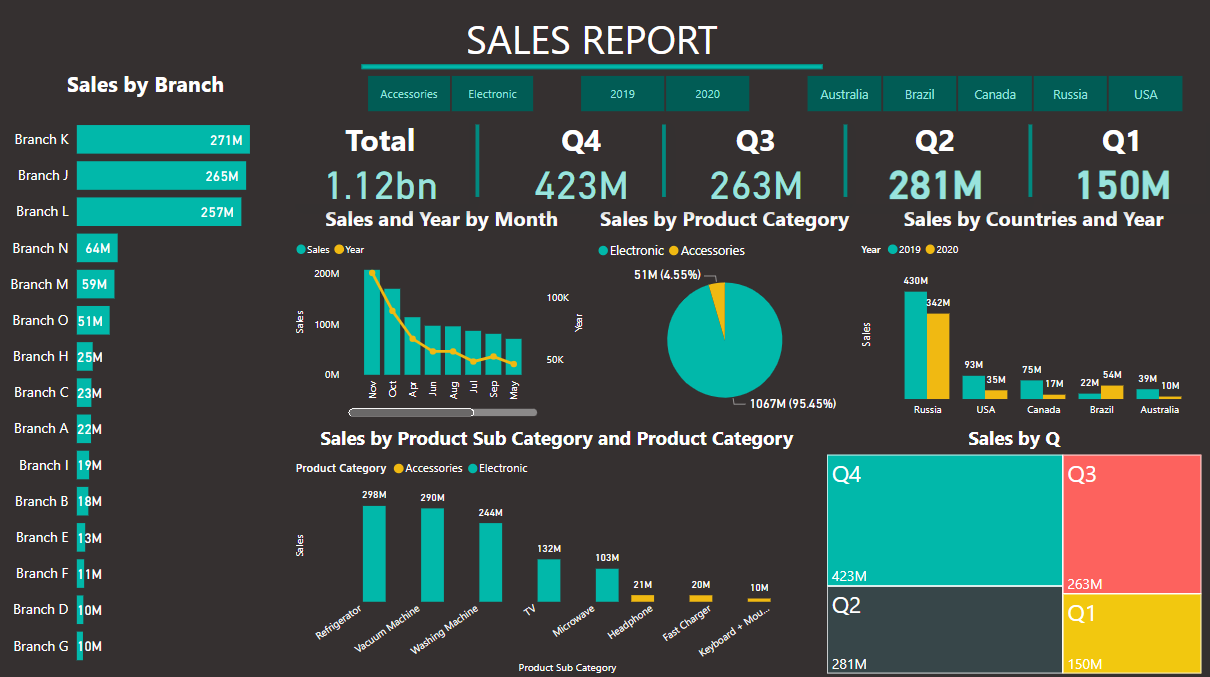 SALES REPORT
Sales by Branch
Accessories Electronic 2019 2020 Australia Brazil Canada Russia USA
Branch K 271M
Branch J 265M
Branch L 257M
Branch N 64M
Branch M 59M
Branch O 51M
Branch H 25M
Branch C 23M
Branch A 22M
Branch I 19M
Branch B 18M
Branch E 13M
Branch F 11M
Branch D 10M
Branch G 10M
Total Q4 Q3 Q2 Q1
1.12bn 423M 263M 281M 150M
Sales and Year by Month
Sales Year
200M
100M
0M
Sales
100K
50K
Year
Nov Oct Apr Jun Aug Jul Sep May
Sales by Product Category
Electronic Accessories
51M (4.55%)
1067M (95.45%)
Sales by Countries and Year
Year 2019 2020
Sales
430M 342M 93M 35M 75M 17M 22M 54M 39M 10M
Russia USA Canada Brazil Australia
Sales by Product Sub Category and Product Category
Product Category Accessories Electronic
Sales
298M 290M 244M 132M 103M 21M 20M 10M
Refrigerator Vacuum Machine Washing Machine TV Microwave Headphone Fast Charger Keyboard + Mou...
Product Sub Category
Sales by Q
Q4
423M
Q3
263M
Q2
281M
Q1
150M